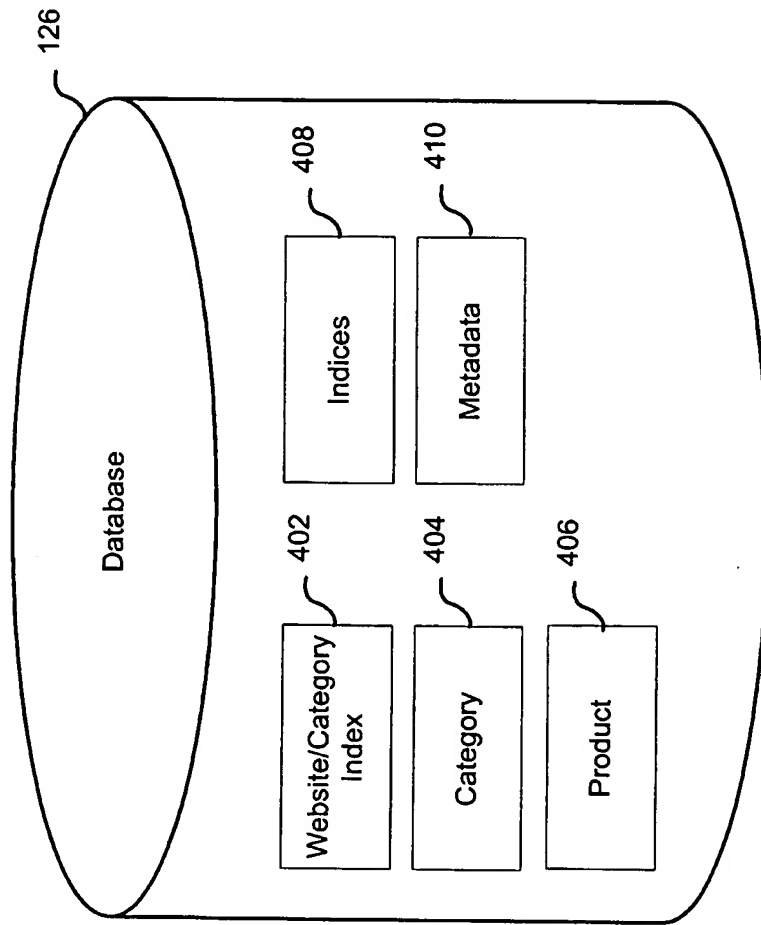 126
Database
Website/Category
Index
402
Category
404
Product
406
Indices
408
Metadata
410